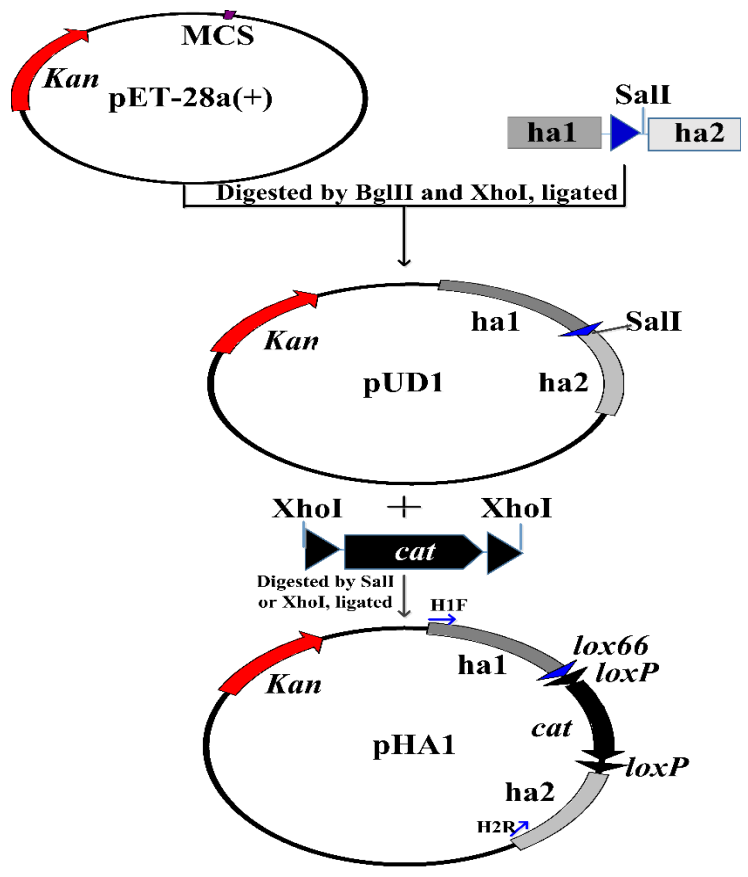 MCS
Kan
pET-28a(+)
SalI
ha1
ha2
Digested by BglII and XhoI, ligated
Kan
ha1
SalI
pUD1
ha2
XhoI
XhoI
cat
Digested by SalI
or XhoI, ligated
H1F
ha1
lox66
loxP
Kan
cat
pHA1
loxP
ha2
H2R